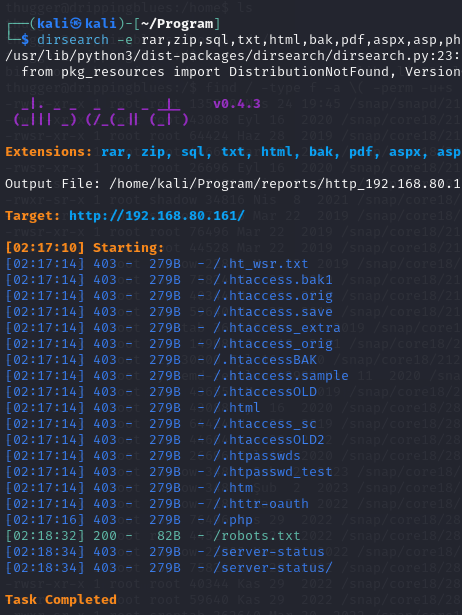 thugger@drippingblues:/home$ ls
┌──(kali㉿kali)-[~/Program]
└─$ dirsearch -e rar,zip,sql,txt,html,bak,pdf,aspx,asp,ph
/usr/lib/python3/dist-packages/dirsearch/dirsearch.py:23:
from pkg_resources import DistributionNotFound, Version
v0.4.3
Extensions: rar, zip, sql, txt, html, bak, pdf, aspx, asp
Output File: /home/kali/Program/reports/http_192.168.80.1
Target: http://192.168.80.161/
[02:17:10] Starting:
[02:17:14] 403 - 279B - /.ht_wsr.txt
[02:17:14] 403 - 279B - /.htaccess.bak1
[02:17:14] 403 - 279B - /.htaccess.orig
[02:17:14] 403 - 279B - /.htaccess.save
[02:17:14] 403 - 279B - /.htaccess_extra
[02:17:14] 403 - 279B - /.htaccess_orig
[02:17:14] 403 - 279B - /.htaccessBAK
[02:17:14] 403 - 279B - /.htaccess.sample
[02:17:14] 403 - 279B - /.htaccessOLD
[02:17:14] 403 - 279B - /.html
[02:17:14] 403 - 279B - /.htaccess_sc
[02:17:14] 403 - 279B - /.htaccessOLD2
[02:17:14] 403 - 279B - /.htpasswds
[02:17:14] 403 - 279B - /.htpasswd_test
[02:17:14] 403 - 279B - /.htm
[02:17:14] 403 - 279B - /.httr-oauth
[02:17:16] 403 - 279B - /.php
[02:18:32] 200 - 82B - /robots.txt
[02:18:34] 403 - 279B - /server-status
[02:18:34] 403 - 279B - /server-status/
Task Completed